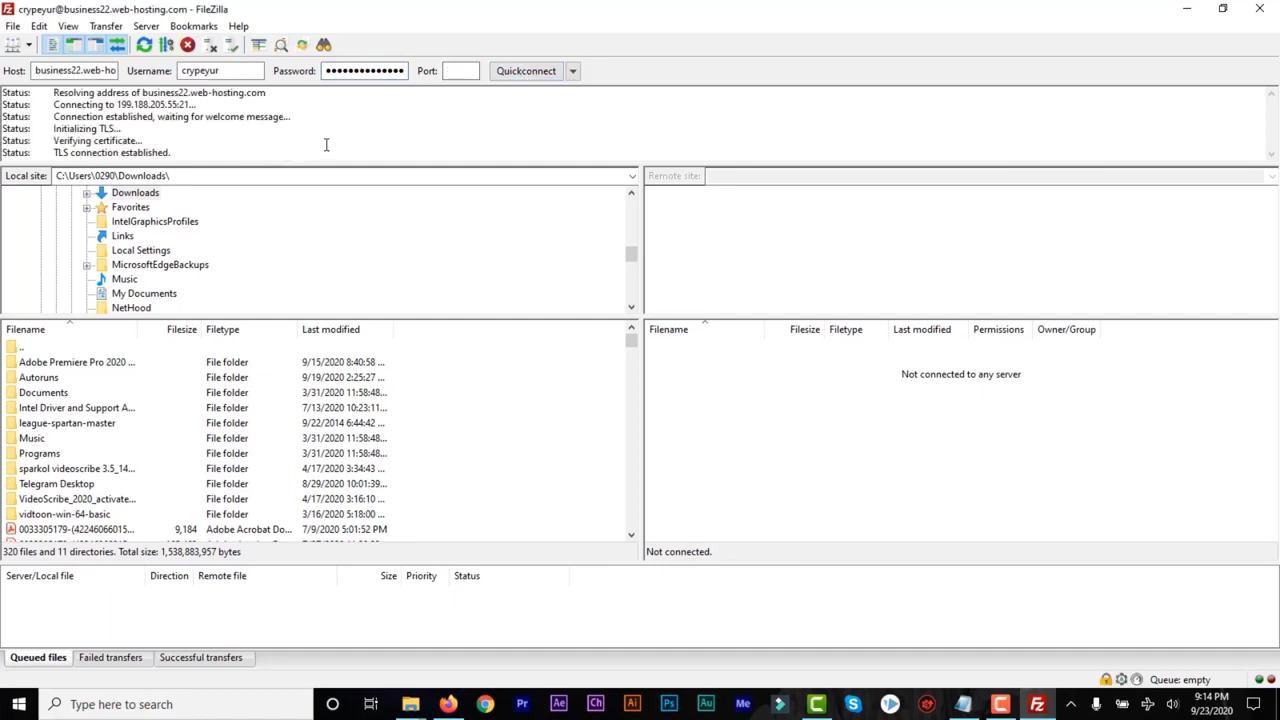 crypeyur@business22.web-hosting.com - FileZilla
File Edit View Transfer Server Bookmarks Help
Host: business22.web-ho Username: crypeyur Password: •••••••••••••• Port: Quickconnect
Status: Resolving address of business22.web-hosting.com
Status: Connecting to 199.188.205.55:21...
Status: Connection established, waiting for welcome message...
Status: Initializing TLS...
Status: Verifying certificate...
Status: TLS connection established.
Local site: C:\Users\0290\Downloads\
Remote site:
Downloads
Favorites
IntelGraphicsProfiles
Links
Local Settings
MicrosoftEdgeBackups
Music
My Documents
NetHood
Filename Filesize Filetype Last modified
..
Adobe Premiere Pro 2020 ... File folder 9/15/2020 8:40:58 ...
Autoruns File folder 9/19/2020 2:25:27 ...
Documents File folder 3/31/2020 11:58:48...
Intel Driver and Support A... File folder 7/13/2020 10:23:11...
league-spartan-master File folder 9/22/2014 6:44:42 ...
Music File folder 3/31/2020 11:58:48...
Programs File folder 3/31/2020 11:58:48...
sparkol videoscribe 3.5_14... File folder 4/17/2020 3:34:43 ...
Telegram Desktop File folder 8/29/2020 10:01:39...
VideoScribe_2020_activate... File folder 4/17/2020 3:16:10 ...
vidtoon-win-64-basic File folder 3/16/2020 5:18:00 ...
0033305179-(42246066015... 9,184 Adobe Acrobat Do... 7/9/2020 5:01:52 PM
320 files and 11 directories. Total size: 1,538,883,957 bytes
Filename Filesize Filetype Last modified Permissions Owner/Group
Not connected to any server
Not connected.
Server/Local file Direction Remote file Size Priority Status
Queued files Failed transfers Successful transfers
Queue: empty
Type here to search
9:14 PM
9/23/2020